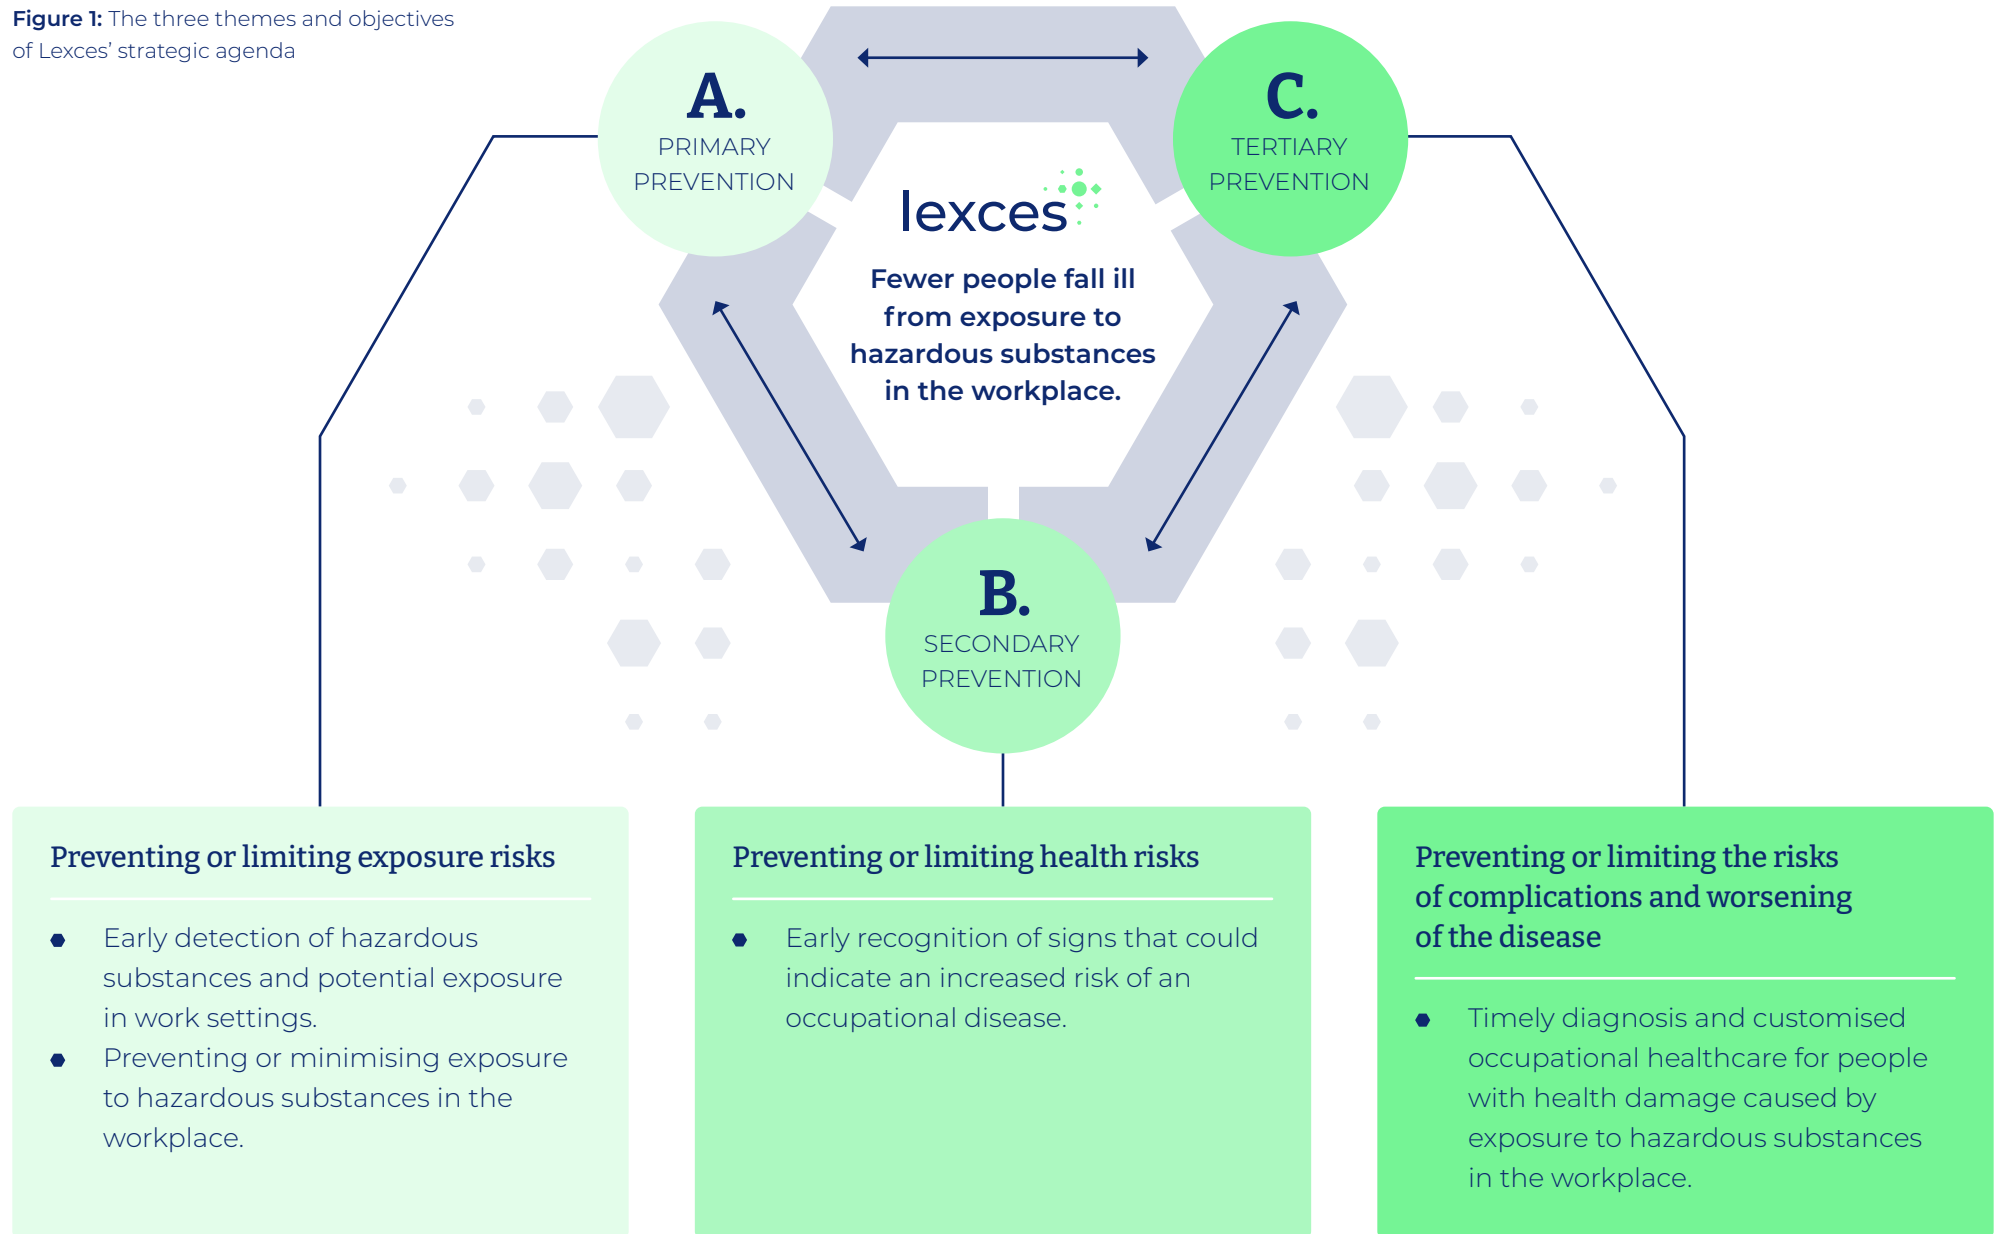 Figure 1: The three themes and objectives
of Lexces’ strategic agenda
A.
PRIMARY
PREVENTION
C.
TERTIARY
PREVENTION
lexces
Fewer people fall ill
from exposure to
hazardous substances
in the workplace.
B.
SECONDARY
PREVENTION
Preventing or limiting exposure risks
Early detection of hazardous
substances and potential exposure
in work settings.
Preventing or minimising exposure
to hazardous substances in the
workplace.
Preventing or limiting health risks
Early recognition of signs that could
indicate an increased risk of an
occupational disease.
Preventing or limiting the risks
of complications and worsening
of the disease
Timely diagnosis and customised
occupational healthcare for people
with health damage caused by
exposure to hazardous substances
in the workplace.